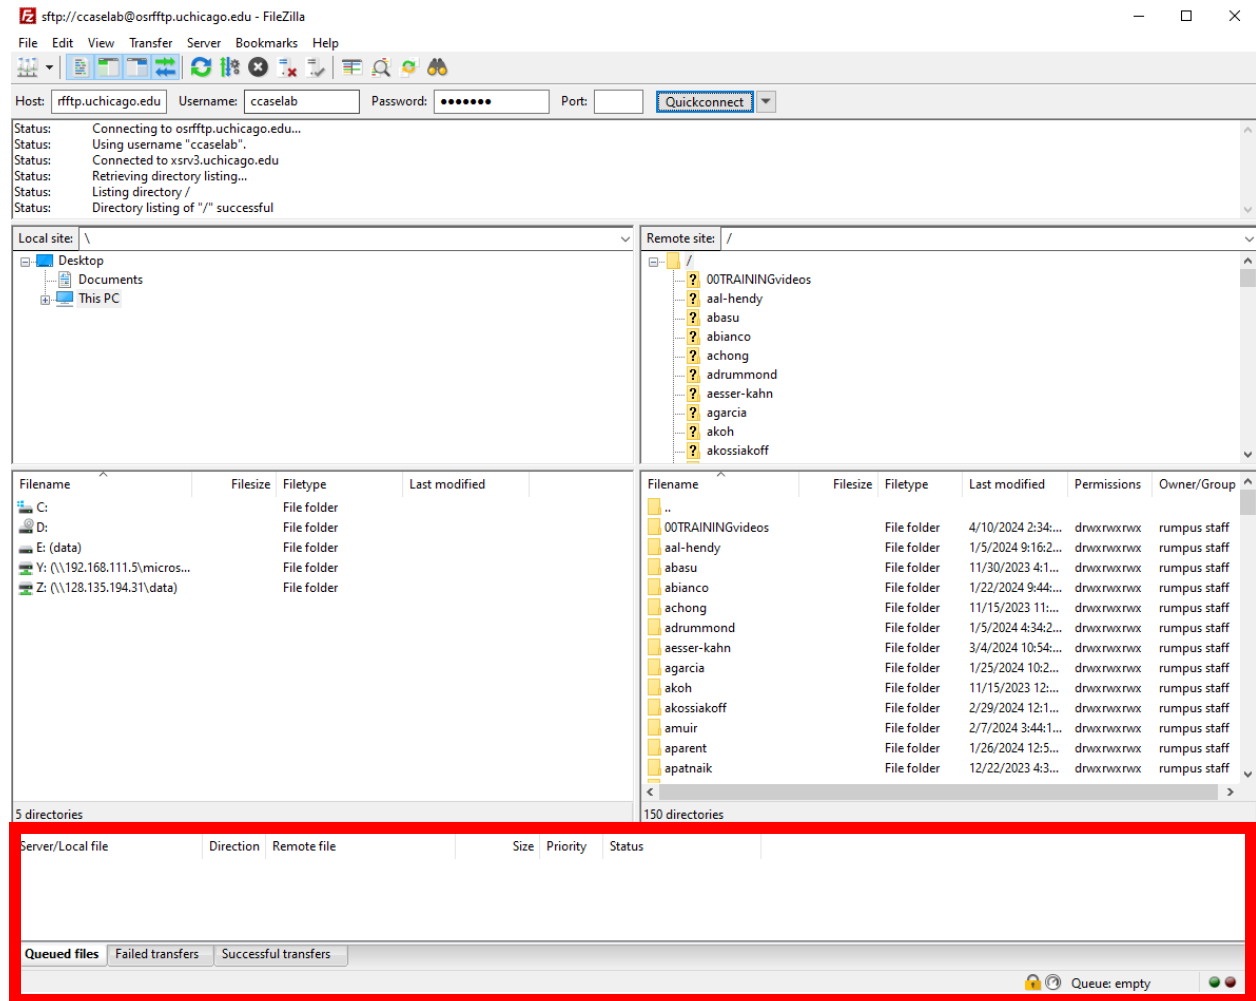 sftp://ccaselab@osrfftp.uchicago.edu - FileZilla
File Edit View Transfer Server Bookmarks Help
Host: rfftp.uchicago.edu Username: ccaselab Password: ●●●●●●● Port: Quickconnect
Status: Connecting to osrfftp.uchicago.edu...
Status: Using username "ccaselab".
Status: Connected to xsrv3.uchicago.edu
Status: Retrieving directory listing...
Status: Listing directory /
Status: Directory listing of "/" successful
Local site: \
Desktop
Documents
This PC
Remote site: /
/
? 00TRAININGvideos
? aal-hendy
? abasu
? abianco
? achong
? adrummond
? aesser-kahn
? agarcia
? akoh
? akossiakoff
Filename Filesize Filetype Last modified
C: File folder
D: File folder
E: (data) File folder
Y: (\\192.168.111.5\micros... File folder
Z: (\\128.135.194.31\data) File folder
5 directories
Filename Filesize Filetype Last modified Permissions Owner/Group
..
00TRAININGvideos File folder 4/10/2024 2:34:... drwxrwxrwx rumpus staff
aal-hendy File folder 1/5/2024 9:16:2... drwxrwxrwx rumpus staff
abasu File folder 11/30/2023 4:1... drwxrwxrwx rumpus staff
abianco File folder 1/22/2024 9:44:... drwxrwxrwx rumpus staff
achong File folder 11/15/2023 11:... drwxrwxrwx rumpus staff
adrummond File folder 1/5/2024 4:34:2... drwxrwxrwx rumpus staff
aesser-kahn File folder 3/4/2024 10:54:... drwxrwxrwx rumpus staff
agarcia File folder 1/25/2024 10:2... drwxrwxrwx rumpus staff
akoh File folder 11/15/2023 12:... drwxrwxrwx rumpus staff
akossiakoff File folder 2/29/2024 12:1... drwxrwxrwx rumpus staff
amuir File folder 2/7/2024 3:44:1... drwxrwxrwx rumpus staff
aparent File folder 1/26/2024 12:5... drwxrwxrwx rumpus staff
apatnaik File folder 12/22/2023 4:3... drwxrwxrwx rumpus staff
150 directories
Server/Local file Direction Remote file Size Priority Status
Queued files Failed transfers Successful transfers
Queue: empty